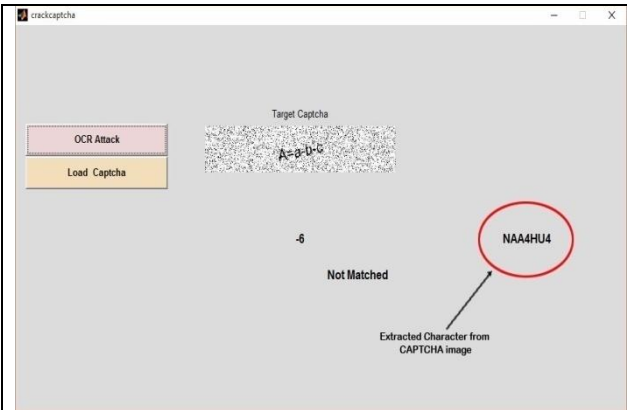 crackcaptcha
Target Captcha
OCR Attack
A=a-b-c
Load Captcha
-6
NAA4HU4
Not Matched
Extracted Character from
CAPTCHA image